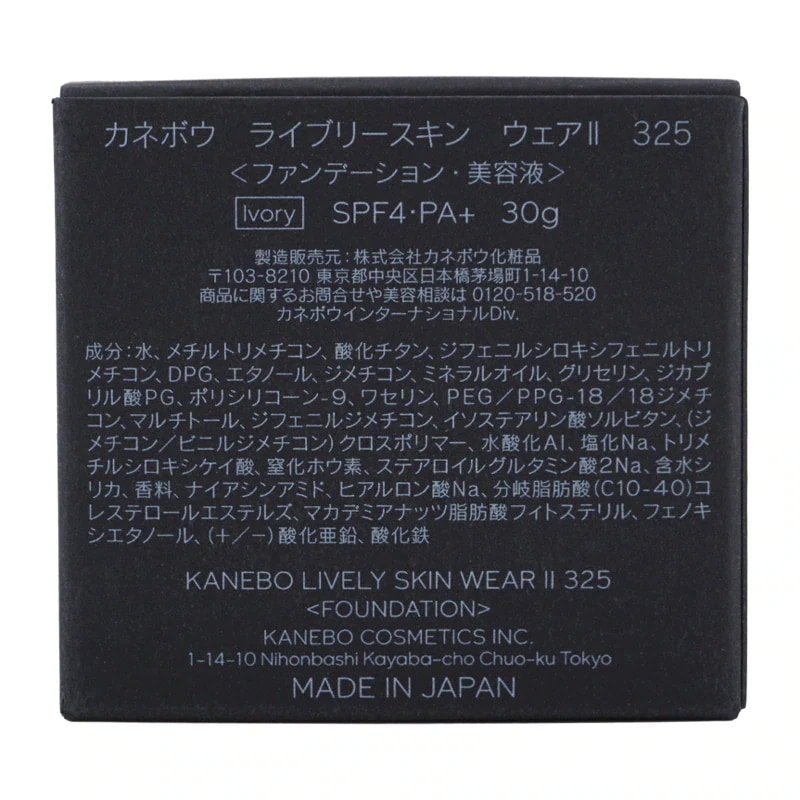 カネボウ ライブリースキン ウェアⅡ 325
＜ファンデーション・美容液＞
Ivory SPF4・PA+ 30g
製造販売元：株式会社カネボウ化粧品
〒103-8210 東京都中央区日本橋茅場町1-14-10
商品に関するお問合せや美容相談は 0120-518-520
カネボウインターナショナルDiv.
成分：水、メチルトリメチコン、酸化チタン、ジフェニルシロキシフェニルトリ
メチコン、DPG、エタノール、ジメチコン、ミネラルオイル、グリセリン、ジカプ
リル酸PG、ポリシリコーン-9、ワセリン、PEG／PPG-18／18ジメチ
コン、マルチトール、ジフェニルジメチコン、イソステアリン酸ソルビタン、（ジ
メチコン／ビニルジメチコン）クロスポリマー、水酸化Al、塩化Na、トリメ
チルシロキシケイ酸、窒化ホウ素、ステアロイルグルタミン酸2Na、含水シ
リカ、香料、ナイアシンアミド、ヒアルロン酸Na、分岐脂肪酸（C10-40）コ
レステロールエステルズ、マカデミアナッツ脂肪酸フィトステリル、フェノキ
シエタノール、（+／−）酸化亜鉛、酸化鉄
KANEBO LIVELY SKIN WEAR II 325
<FOUNDATION>
KANEBO COSMETICS INC.
1-14-10 Nihonbashi Kayaba-cho Chuo-ku Tokyo
MADE IN JAPAN